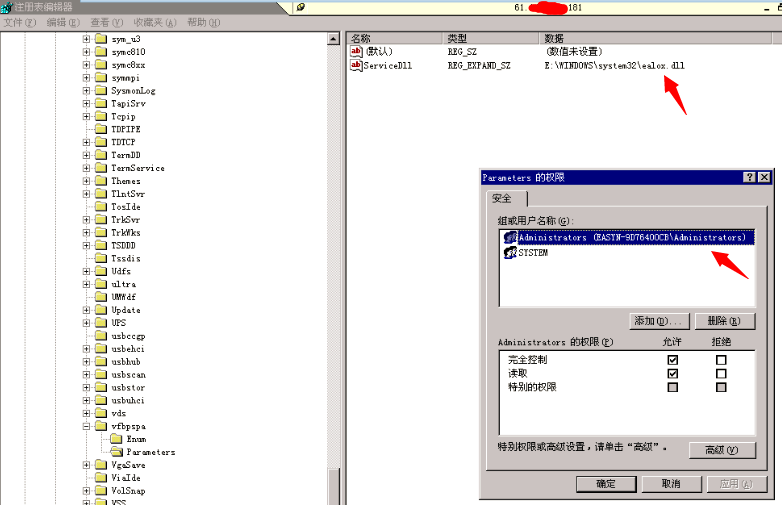 注册表编辑器
61. 181
文件(F) 编辑(E) 查看(V) 收藏夹(A) 帮助(H)
sym_u3
symc810
symc8xx
symmpi
SysmonLog
TapiSrv
Tcpip
TDPIPE
TDTCP
TermDD
TermService
Themes
TlntSvr
TosIde
TrkSvr
TrkWks
TSDDD
Tssdis
Udfs
ultra
UMWdf
Update
UPS
usbccgp
usbehci
usbhub
usbscan
usbstor
usbuhci
vds
vfbpspa
Enum
Parameters
VgaSave
ViaIde
VolSnap
VSS
名称 类型 数据
ab (默认) REG_SZ (数值未设置)
ab ServiceDll REG_EXPAND_SZ E:\WINDOWS\system32\ealox.dll
Parameters 的权限
安全
组或用户名称(G):
Administrators (EASYN-9D76400CB\Administrators)
SYSTEM
添加(D)... 删除(R)
Administrators 的权限(P) 允许 拒绝
完全控制
读取
特别的权限
特别权限或高级设置,请单击“高级”。
高级(V)
确定 取消 应用(A)